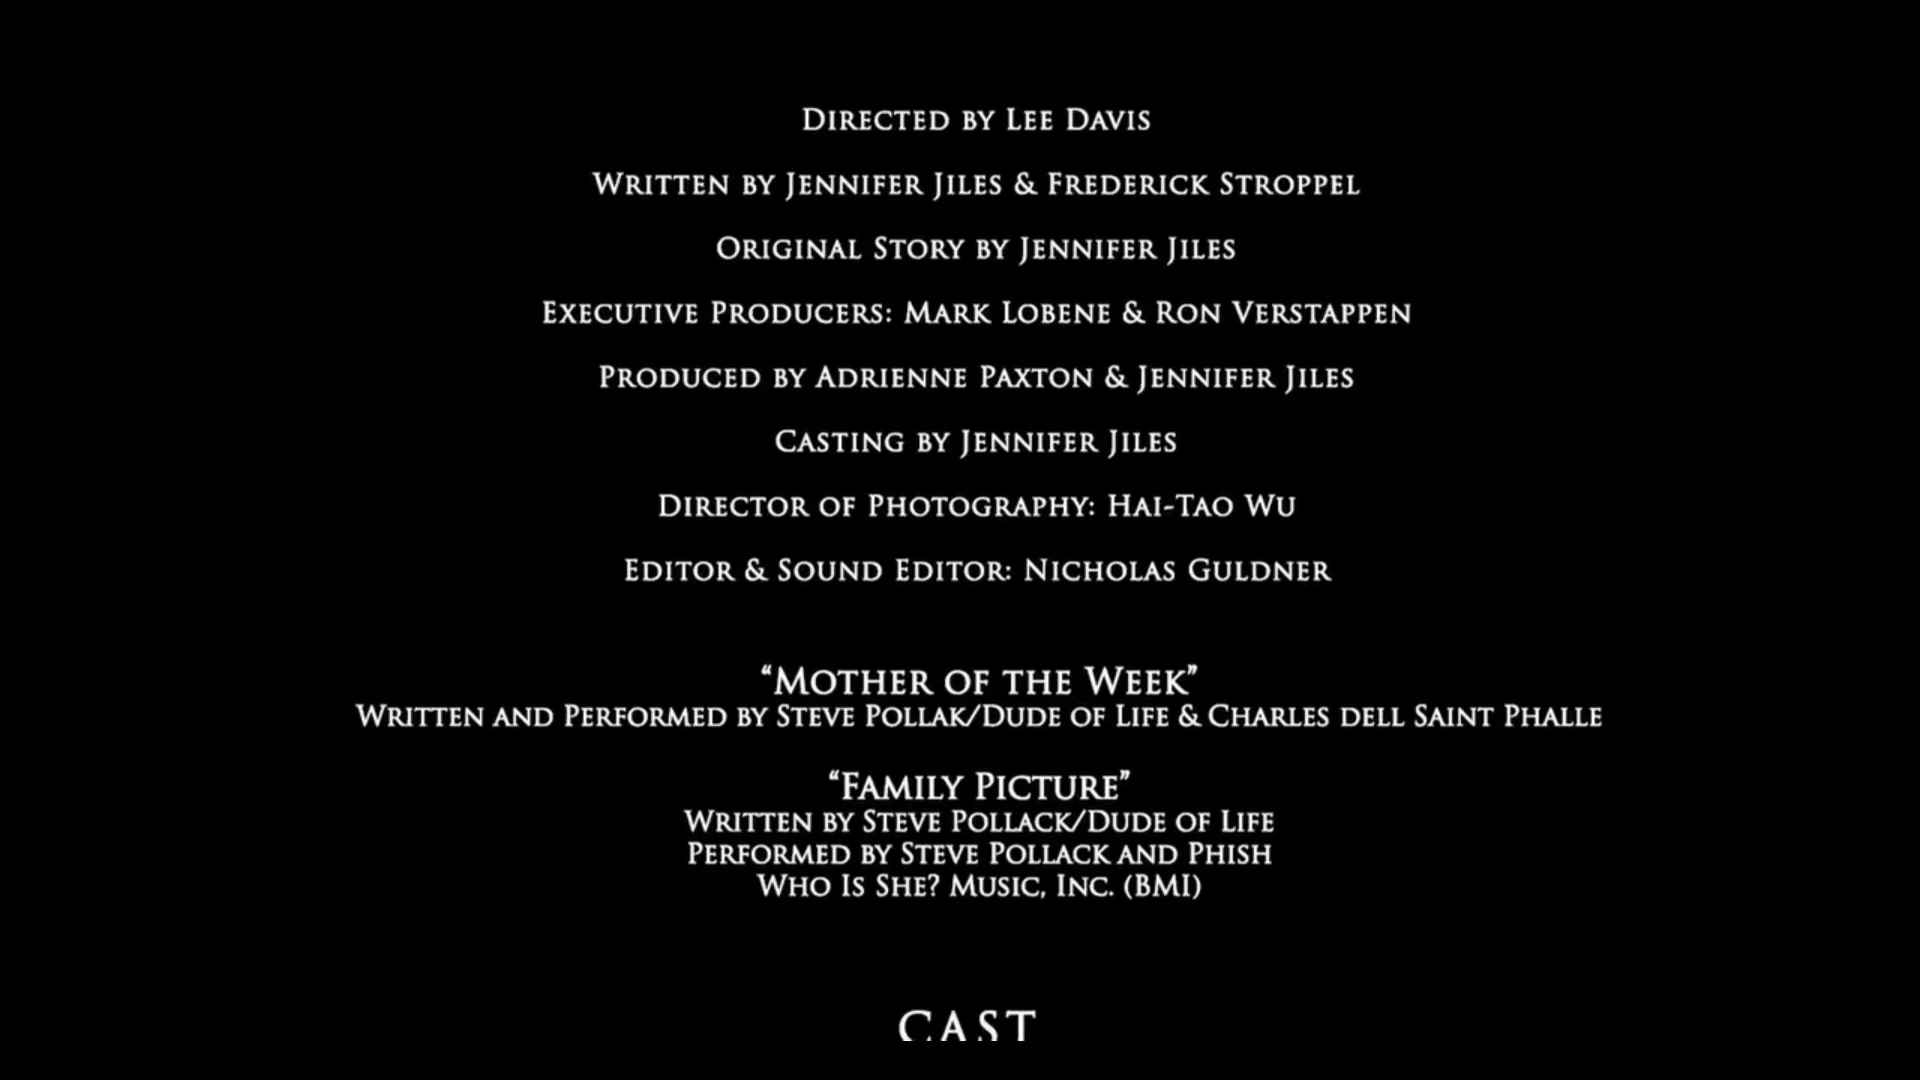 Directed by Lee Davis
Written by Jennifer Jiles & Frederick Stroppel
Original Story by Jennifer Jiles
Executive Producers: Mark Lobene & Ron Verstappen
Produced by Adrienne Paxton & Jennifer Jiles
Casting by Jennifer Jiles
Director of Photography: Hai-Tao Wu
Editor & Sound Editor: Nicholas Guldner
“Mother of the Week”
Written and Performed by Steve Pollak/Dude of Life & Charles dell Saint Phalle
“Family Picture”
Written by Steve Pollack/Dude of Life
Performed by Steve Pollack and Phish
Who Is She? Music, Inc. (BMI)
CAST